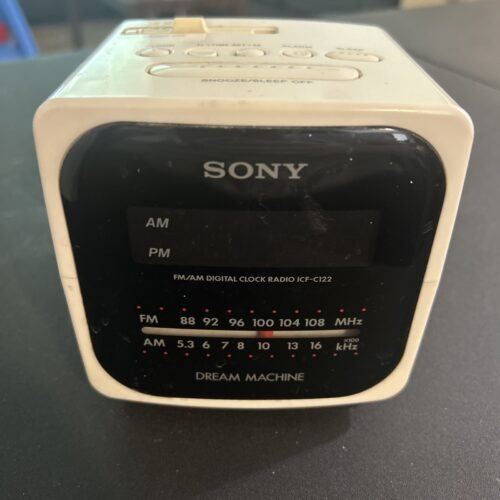 SNOOZE/SLEEP OFF
SONY
AM
PM
FM/AM DIGITAL CLOCK RADIO ICF-C122
FM 88 92 96 100 104 108 MHz
AM 5.3 6 7 8 10 13 16 X100 kHz
DREAM MACHINE